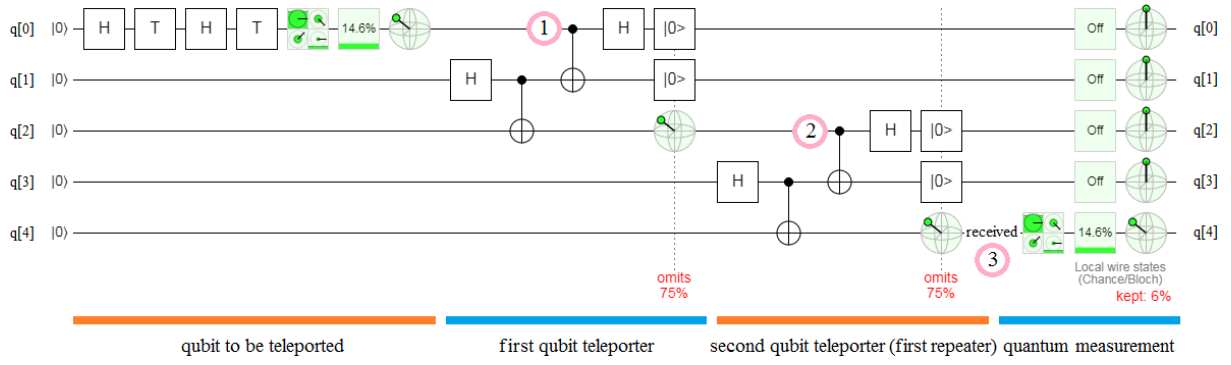 q[0] |0⟩ H T H T 14.6% 1 H |0> Off q[0]
q[1] |0⟩ H |0> Off q[1]
q[2] |0⟩ 2 H |0> Off q[2]
q[3] |0⟩ H |0> Off q[3]
q[4] |0⟩ received 14.6% q[4]
3
omits
75%
omits
75%
Local wire states
(Chance/Bloch)
kept: 6%
qubit to be teleported
first qubit teleporter
second qubit teleporter (first repeater)
quantum measurement